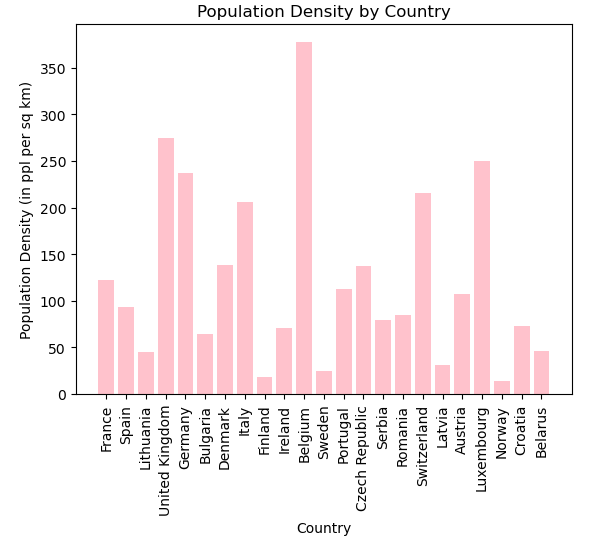 Population Density by Country
Population Density (in ppl per sq km)
350
300
250
200
150
100
50
0
France
Spain
Lithuania
United Kingdom
Germany
Bulgaria
Denmark
Italy
Finland
Ireland
Belgium
Sweden
Portugal
Czech Republic
Serbia
Romania
Switzerland
Latvia
Austria
Luxembourg
Norway
Croatia
Belarus
Country